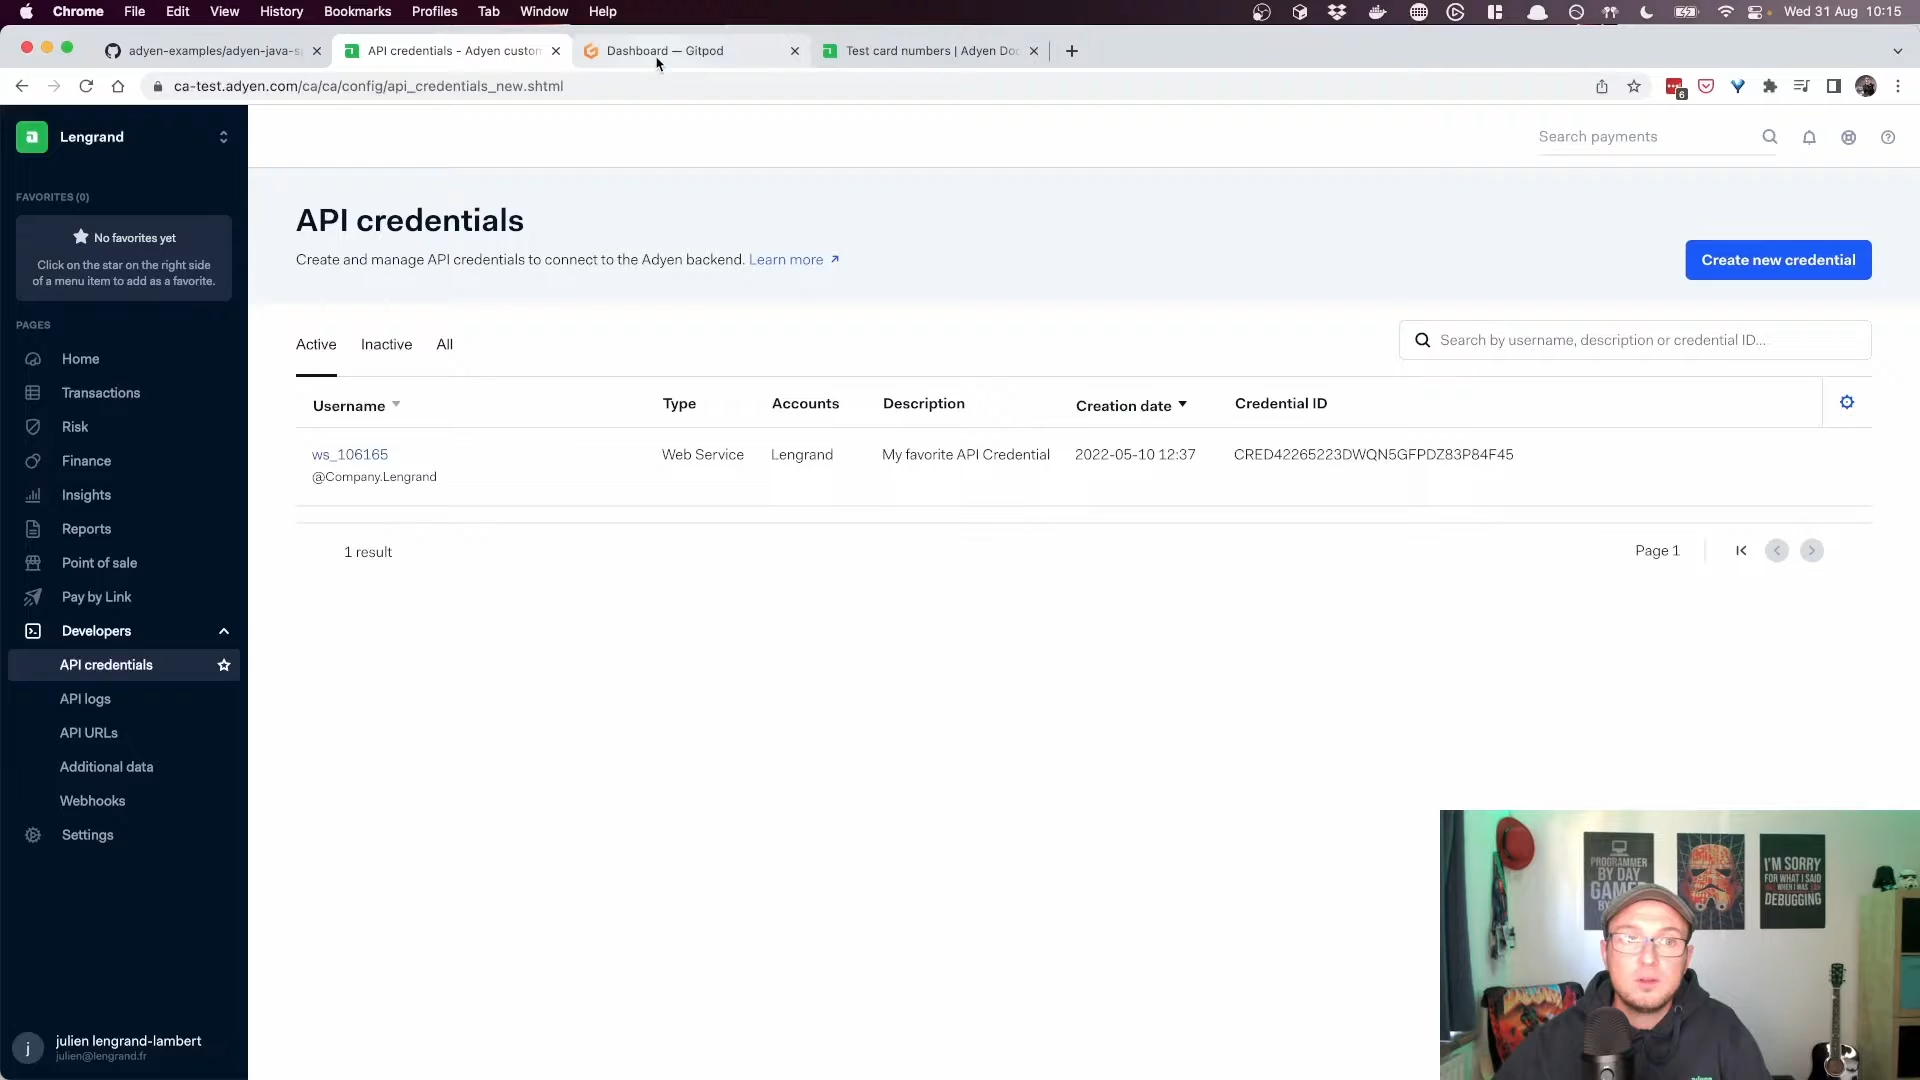 Chrome File Edit View History Bookmarks Profiles Tab Window Help
Wed 31 Aug 10:15
adyen-examples/adyen-java-s
API credentials - Adyen custom
Dashboard — Gitpod
Test card numbers | Adyen Do
ca-test.adyen.com/ca/ca/config/api_credentials_new.shtml
6
Lengrand
Search payments
FAVORITES (0)
No favorites yet
Click on the star on the right side
of a menu item to add as a favorite.
PAGES
Home
Transactions
Risk
Finance
Insights
Reports
Point of sale
Pay by Link
Developers
API credentials
API logs
API URLs
Additional data
Webhooks
Settings
j
julien lengrand-lambert
julien@lengrand.fr
API credentials
Create and manage API credentials to connect to the Adyen backend. Learn more
Create new credential
Active Inactive All
Search by username, description or credential ID...
Username Type Accounts Description Creation date Credential ID
ws_106165 Web Service Lengrand My favorite API Credential 2022-05-10 12:37 CRED42265223DWQN5GFPDZ83P84F45
@Company.Lengrand
1 result
Page 1
PROGRAMMER
BY DAY
GAMER
BY
I'M SORRY
FOR WHAT I SAID
WHEN I WAS
DEBUGGING